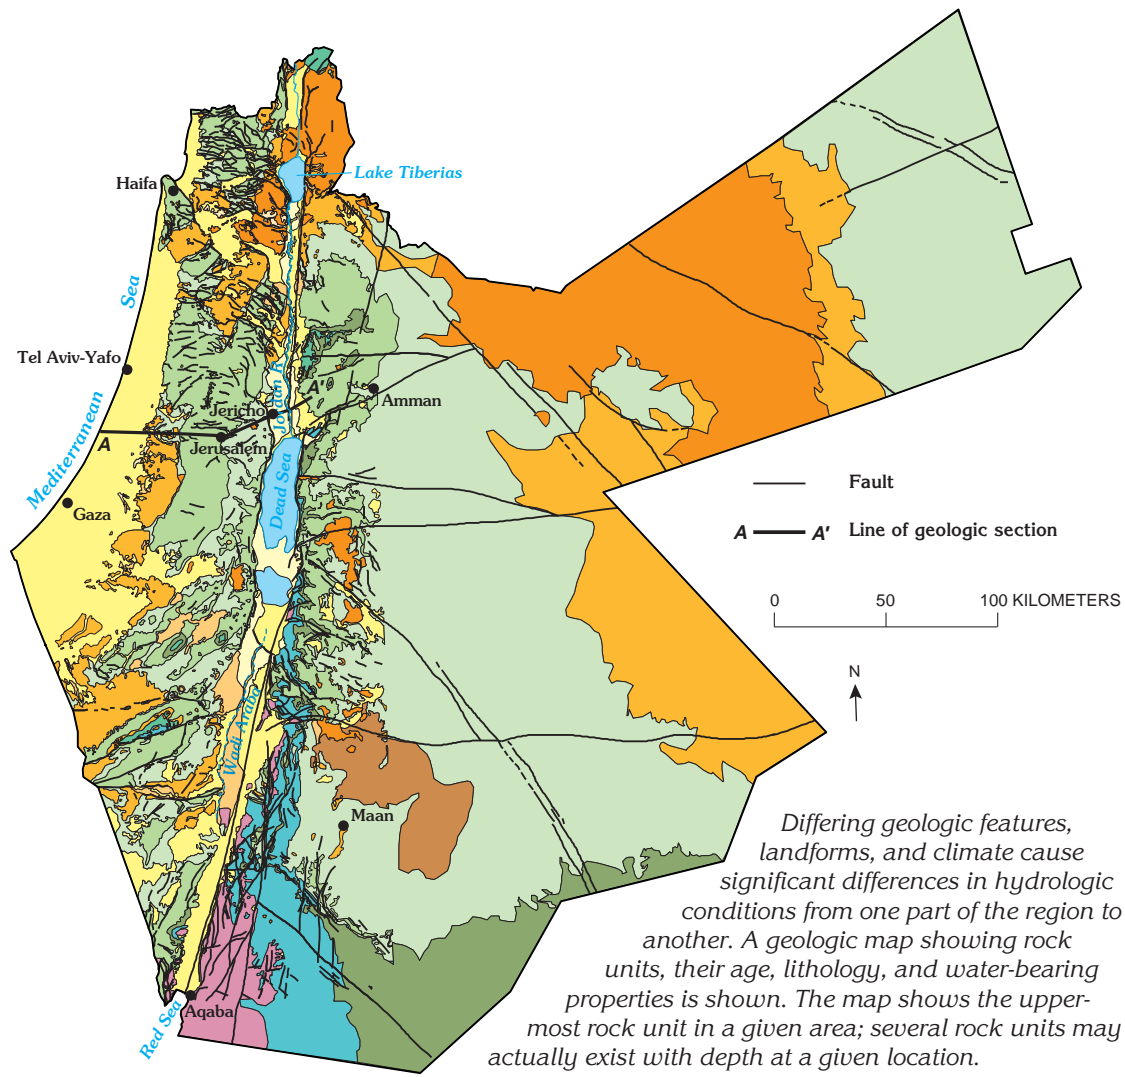 Lake Tiberias
Haifa
Mediterranean Sea
Tel Aviv-Yafo
Jordan R.
A'
Amman
Jericho
A
Jerusalem
Dead Sea
Gaza
Fault
A A' Line of geologic section
0 50 100 KILOMETERS
N
Wadi Araba
Maan
Aqaba
Red Sea
Differing geologic features,
landforms, and climate cause
significant differences in hydrologic
conditions from one part of the region to
another. A geologic map showing rock
units, their age, lithology, and water-bearing
properties is shown. The map shows the upper-
most rock unit in a given area; several rock units may
actually exist with depth at a given location.